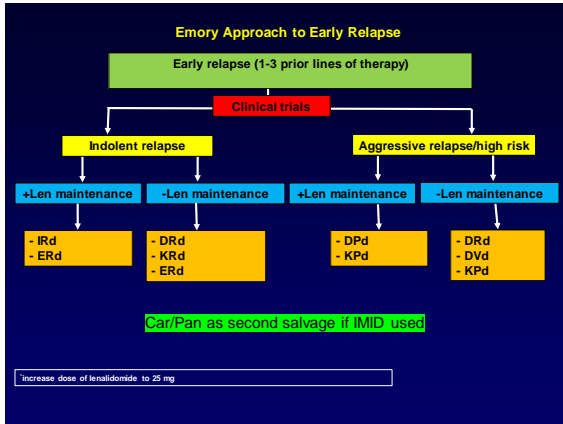 Emory Approach to Early Relapse
Early relapse (1-3 prior lines of therapy)
Clinical trials
Indolent relapse
Aggressive relapse/high risk
+Len maintenance
-Len maintenance
+Len maintenance
-Len maintenance
- IRd
- ERd
- DRd
- KRd
- ERd
- DPd
- KPd
- DRd
- DVd
- KPd
Car/Pan as second salvage if IMID used
*increase dose of lenalidomide to 25 mg